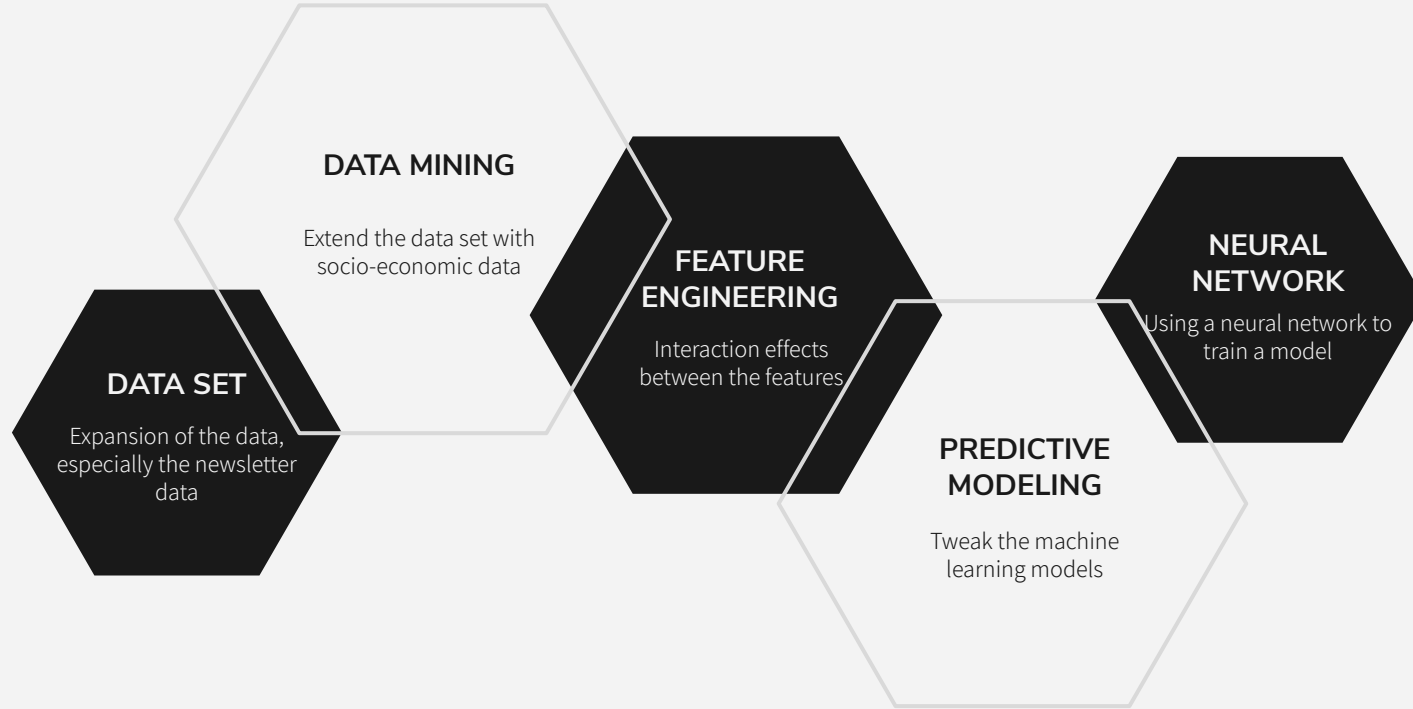 DATA SET
Expansion of the data,
especially the newsletter
data
DATA MINING
Extend the data set with
socio-economic data
FEATURE
ENGINEERING
Interaction effects
between the features
PREDICTIVE
MODELING
Tweak the machine
learning models
NEURAL
NETWORK
Using a neural network to
train a model